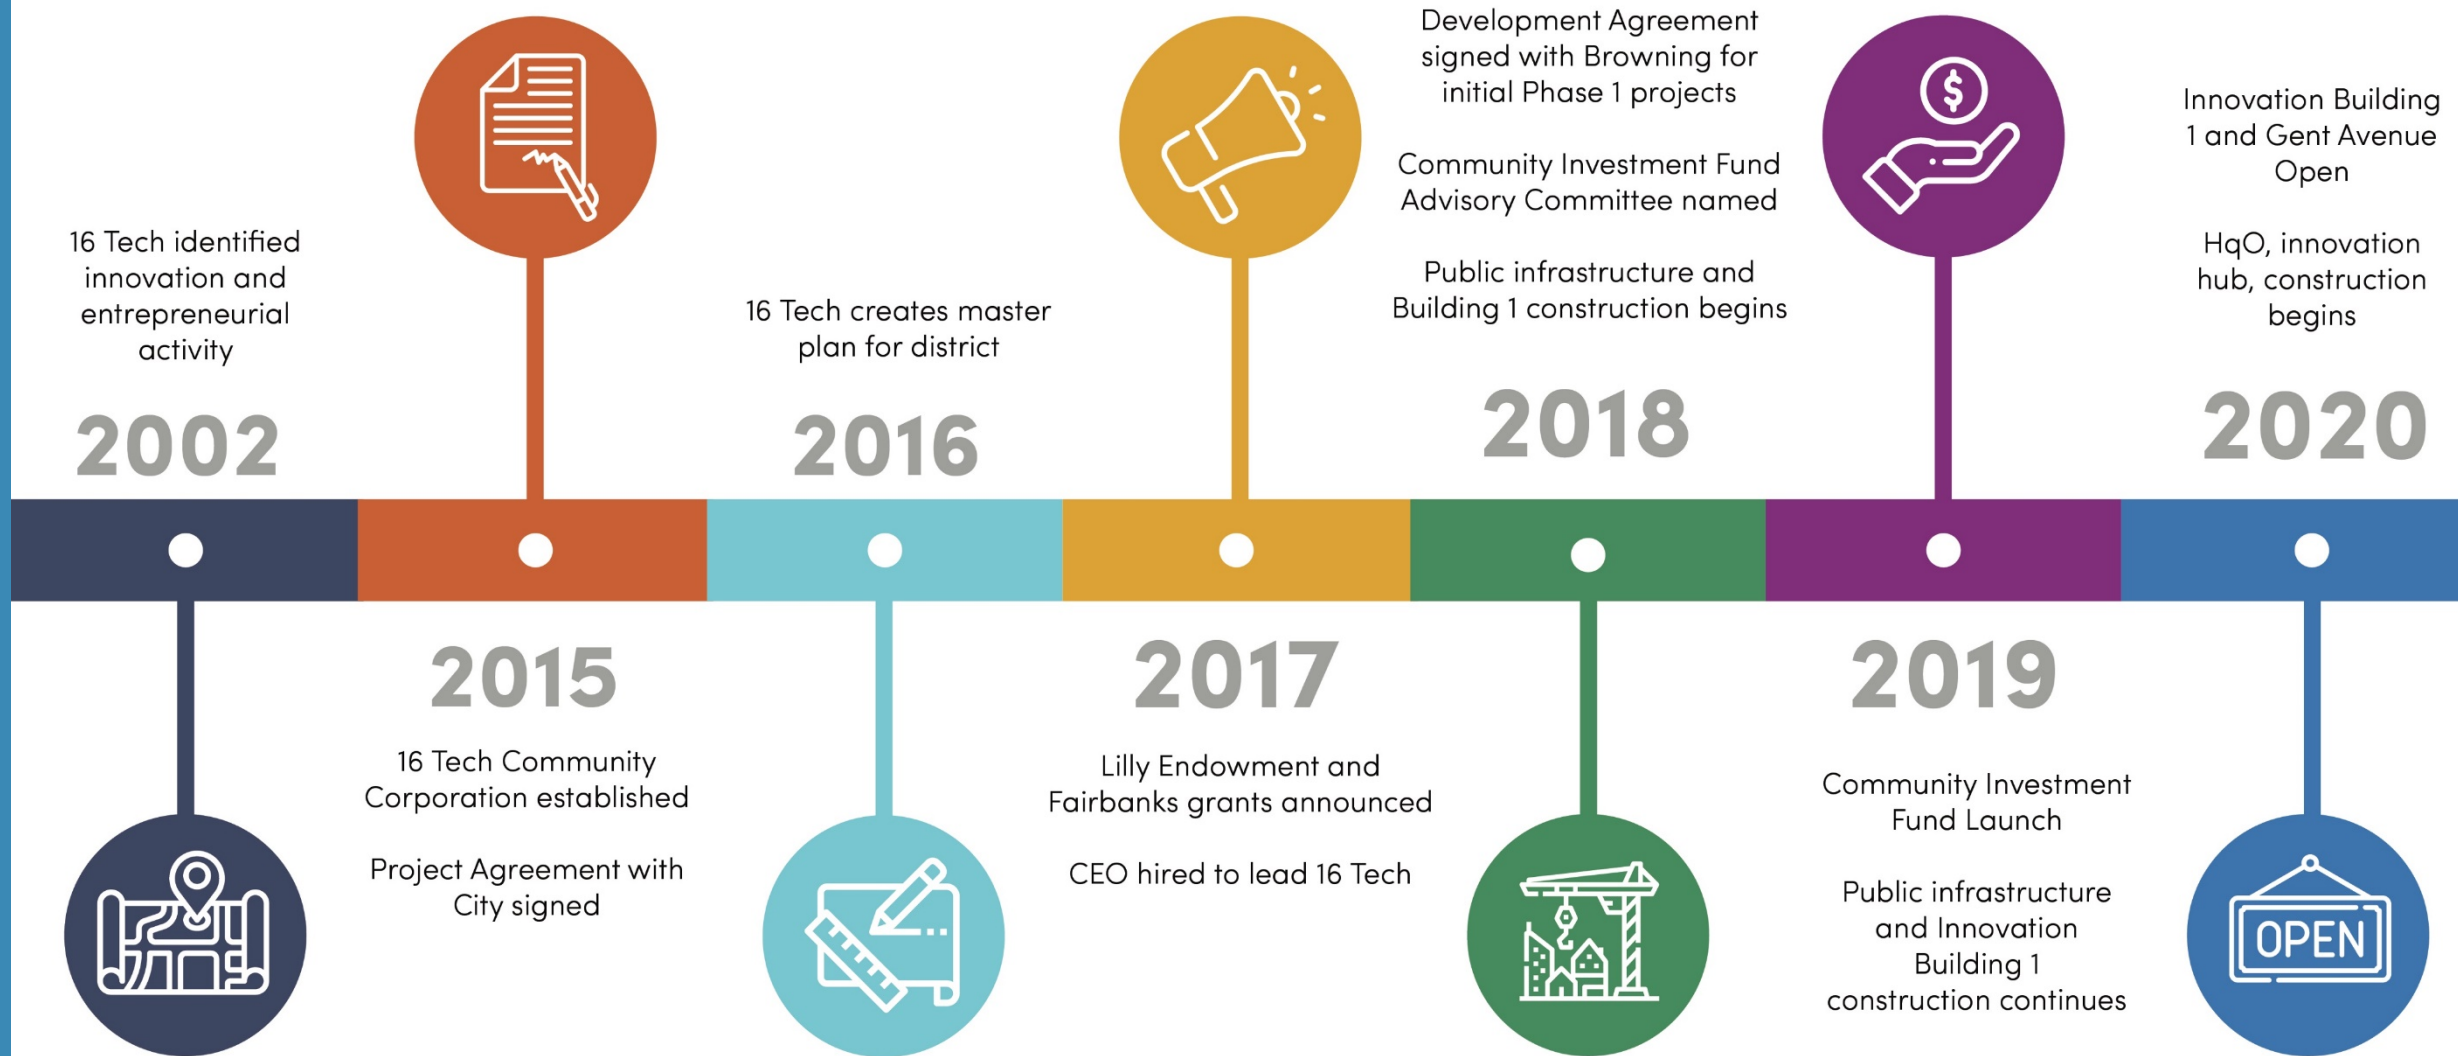 16 Tech identified
innovation and
entrepreneurial
activity
2002
2015
16 Tech Community
Corporation established
Project Agreement with
City signed
16 Tech creates master
plan for district
2016
2017
Lilly Endowment and
Fairbanks grants announced
CEO hired to lead 16 Tech
Development Agreement
signed with Browning for
initial Phase 1 projects
Community Investment Fund
Advisory Committee named
Public infrastructure and
Building 1 construction begins
2018
$
2019
Community Investment
Fund Launch
Public infrastructure
and Innovation
Building 1
construction continues
Innovation Building
1 and Gent Avenue
Open
HqO, innovation
hub, construction
begins
2020
OPEN